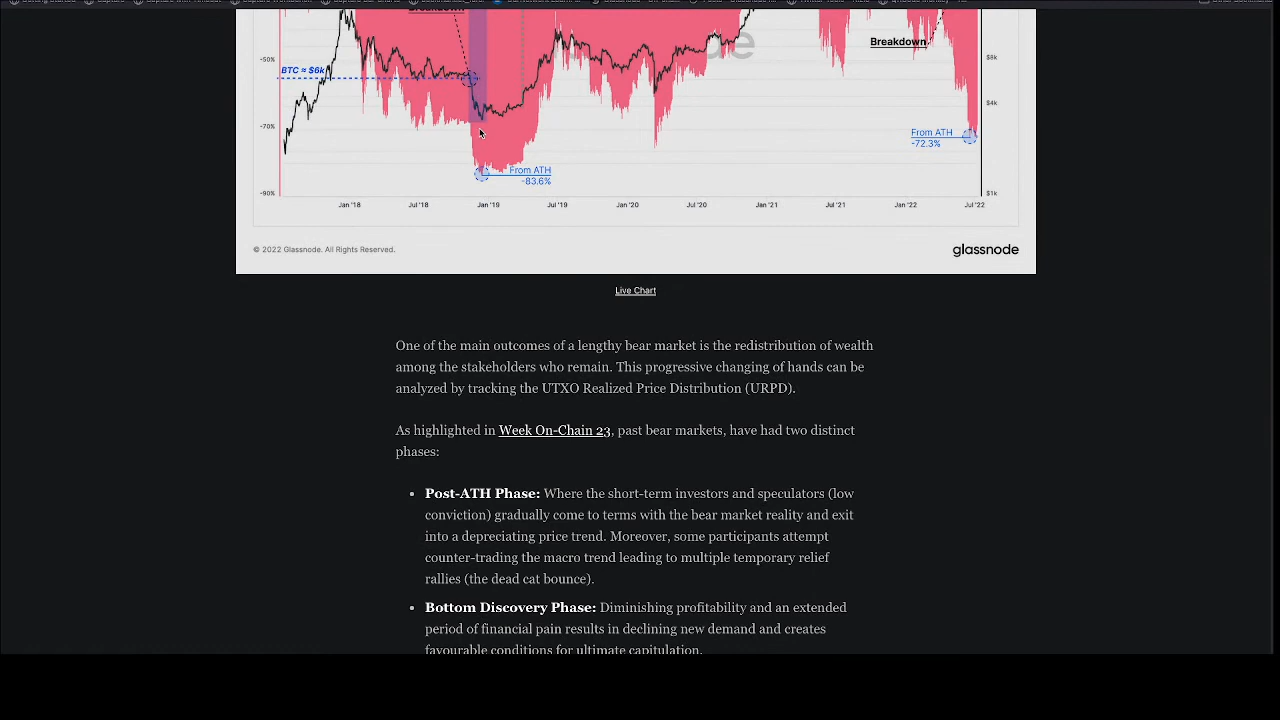 Breakdown
Breakdown
-50%
$8k
BTC ≈ $6k
$4k
-70%
From ATH
-72.3%
From ATH
-83.6%
-90%
$1k
Jan '18 Jul '18 Jan '19 Jul '19 Jan '20 Jul '20 Jan '21 Jul '21 Jan '22 Jul '22
© 2022 Glassnode. All Rights Reserved.
glassnode
Live Chart
One of the main outcomes of a lengthy bear market is the redistribution of wealth
among the stakeholders who remain. This progressive changing of hands can be
analyzed by tracking the UTXO Realized Price Distribution (URPD).
As highlighted in Week On-Chain 23, past bear markets, have had two distinct
phases:
• Post-ATH Phase: Where the short-term investors and speculators (low
conviction) gradually come to terms with the bear market reality and exit
into a depreciating price trend. Moreover, some participants attempt
counter-trading the macro trend leading to multiple temporary relief
rallies (the dead cat bounce).
• Bottom Discovery Phase: Diminishing profitability and an extended
period of financial pain results in declining new demand and creates
favourable conditions for ultimate capitulation.